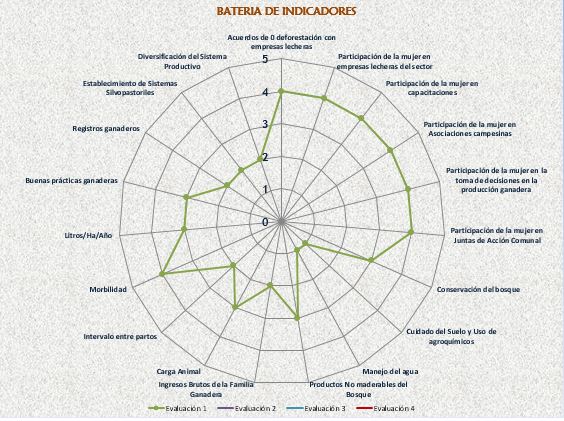 BATERIA DE INDICADORES
Acuerdos de 0 deforestación con
empresas lecheras
Participación de la mujer en
empresas lecheras del sector
Participación de la mujer en
capacitaciones
Participación de la mujer en
Asociaciones campesinas
Participación de la mujer en la
toma de decisiones en la
producción ganadera
Participación de la mujer en
Juntas de Acción Comunal
Conservación del bosque
Cuidado del Suelo y Uso de
agroquímicos
Manejo del agua
Productos No maderables del
Bosque
Ingresos Brutos de la Familia
Ganadera
Carga Animal
Intervalo entre partos
Morbilidad
Litros/Ha/Año
Buenas prácticas ganaderas
Registros ganaderos
Establecimiento de Sistemas
Silvopastoriles
Diversificación del Sistema
Productivo
5
4
3
2
1
0
Evaluación 1
Evaluación 2
Evaluación 3
Evaluación 4